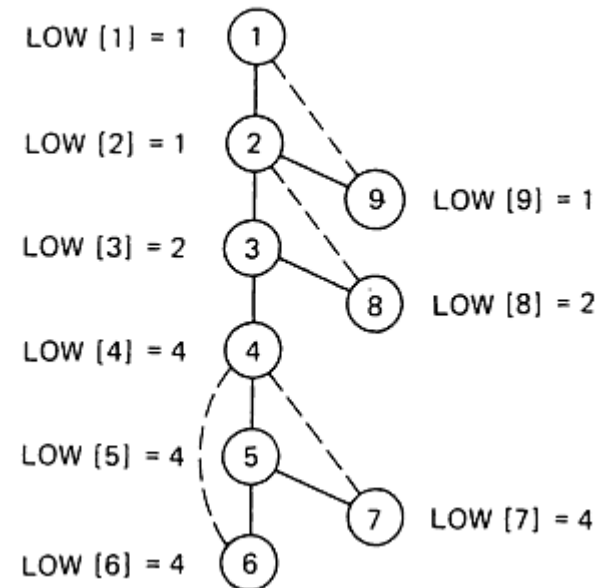 LOW [1] = 1
1
LOW [2] = 1
2
9
LOW [9] = 1
LOW [3] = 2
3
8
LOW [8] = 2
LOW [4] = 4
4
LOW [5] = 4
5
7
LOW [7] = 4
LOW [6] = 4
6